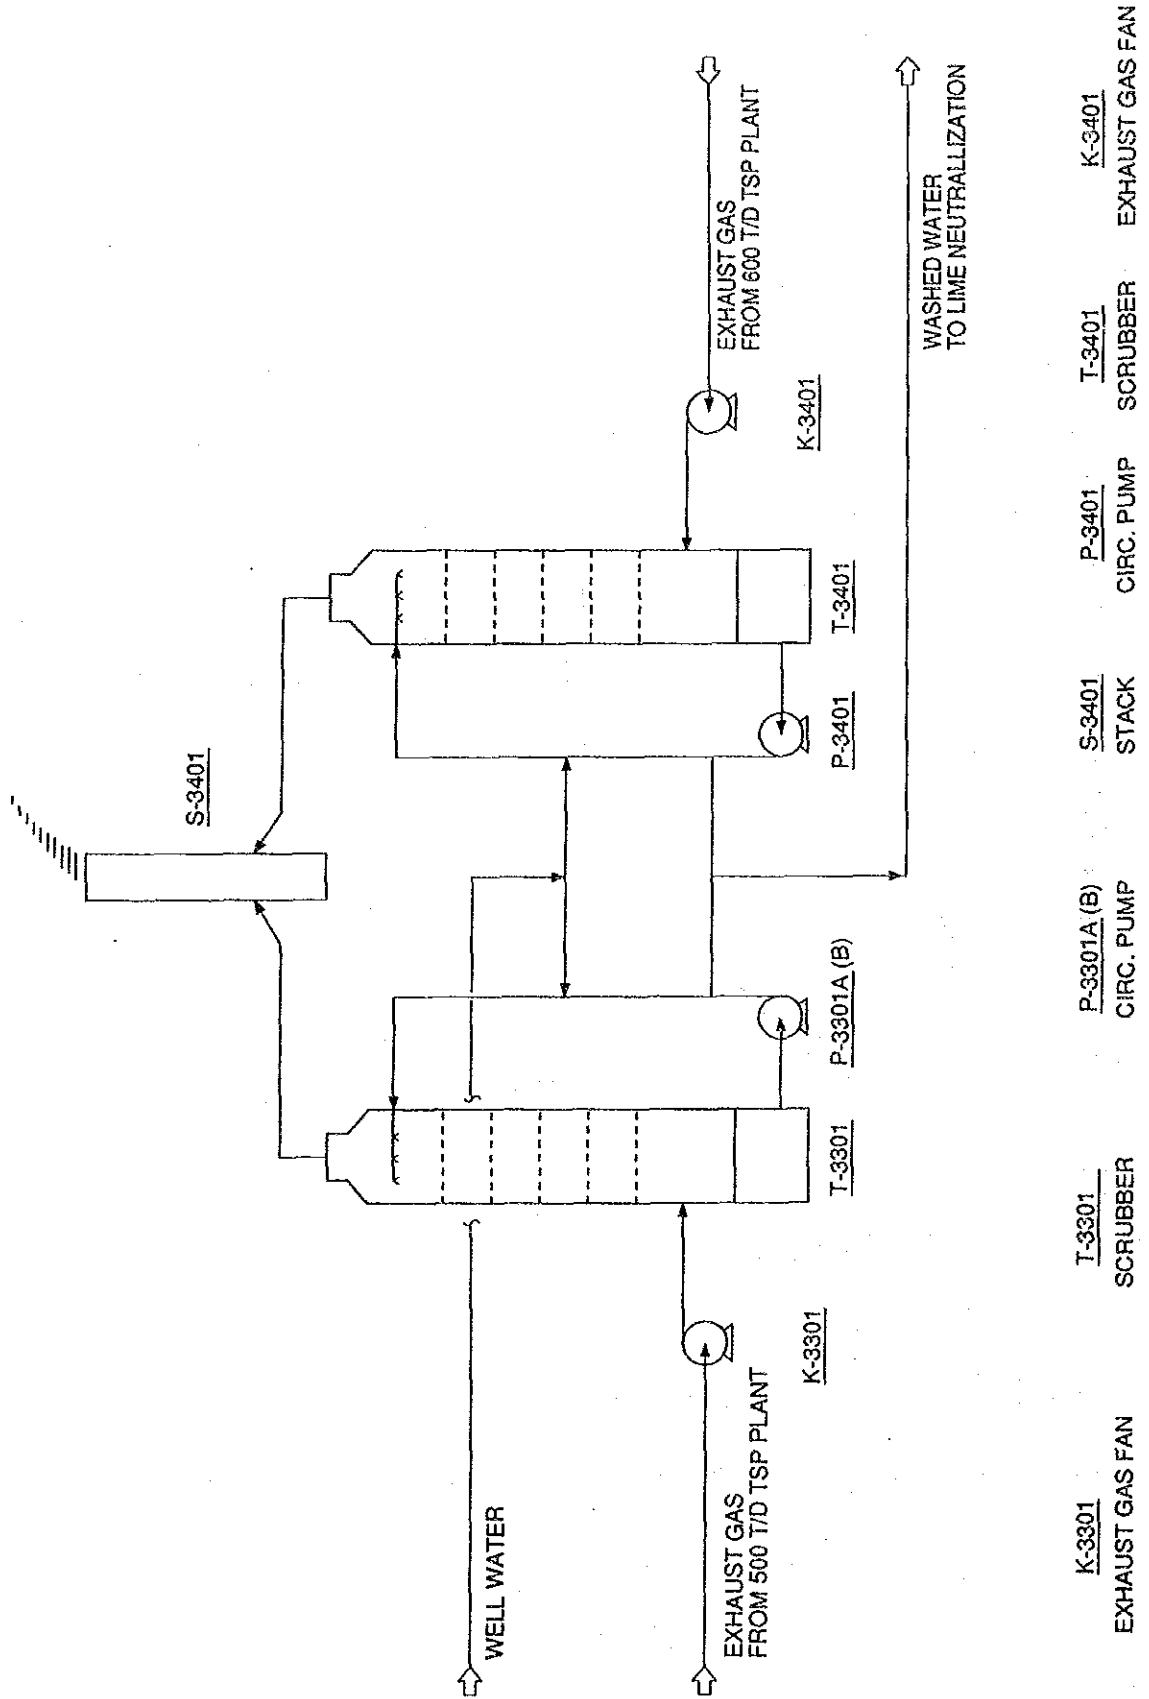 S-3401
WELL WATER
EXHAUST GAS
FROM 500 T/D TSP PLANT
K-3301
T-3301
P-3301A (B)
P-3401
T-3401
K-3401
EXHAUST GAS
FROM 600 T/D TSP PLANT
WASHED WATER
TO LIME NEUTRALLIZATION
K-3301
EXHAUST GAS FAN
T-3301
SCRUBBER
P-3301A (B)
CIRC. PUMP
S-3401
STACK
P-3401
CIRC. PUMP
T-3401
SCRUBBER
K-3401
EXHAUST GAS FAN